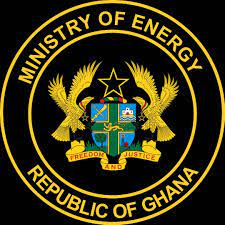 MINISTRY OF ENERGY
FREEDOM AND JUSTICE
REPUBLIC OF GHANA